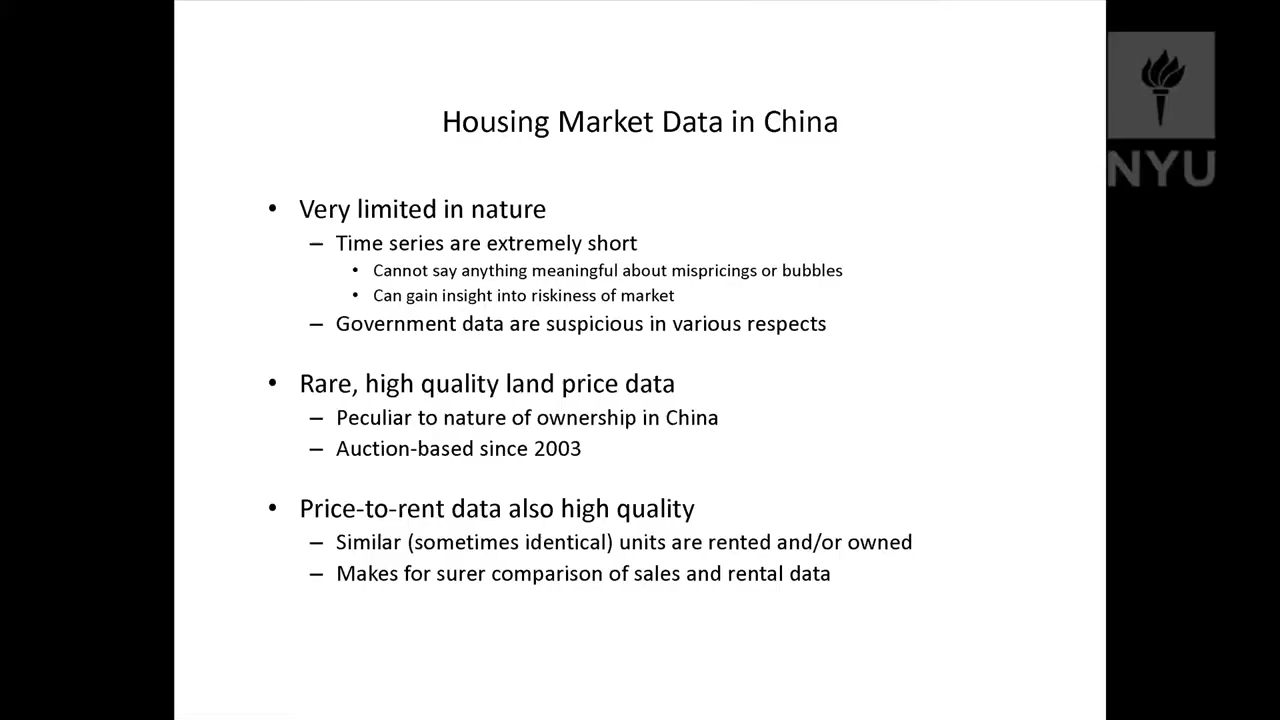 Housing Market Data in China
• Very limited in nature
– Time series are extremely short
• Cannot say anything meaningful about mispricings or bubbles
• Can gain insight into riskiness of market
– Government data are suspicious in various respects
• Rare, high quality land price data
– Peculiar to nature of ownership in China
– Auction-based since 2003
• Price-to-rent data also high quality
– Similar (sometimes identical) units are rented and/or owned
– Makes for surer comparison of sales and rental data
NYU